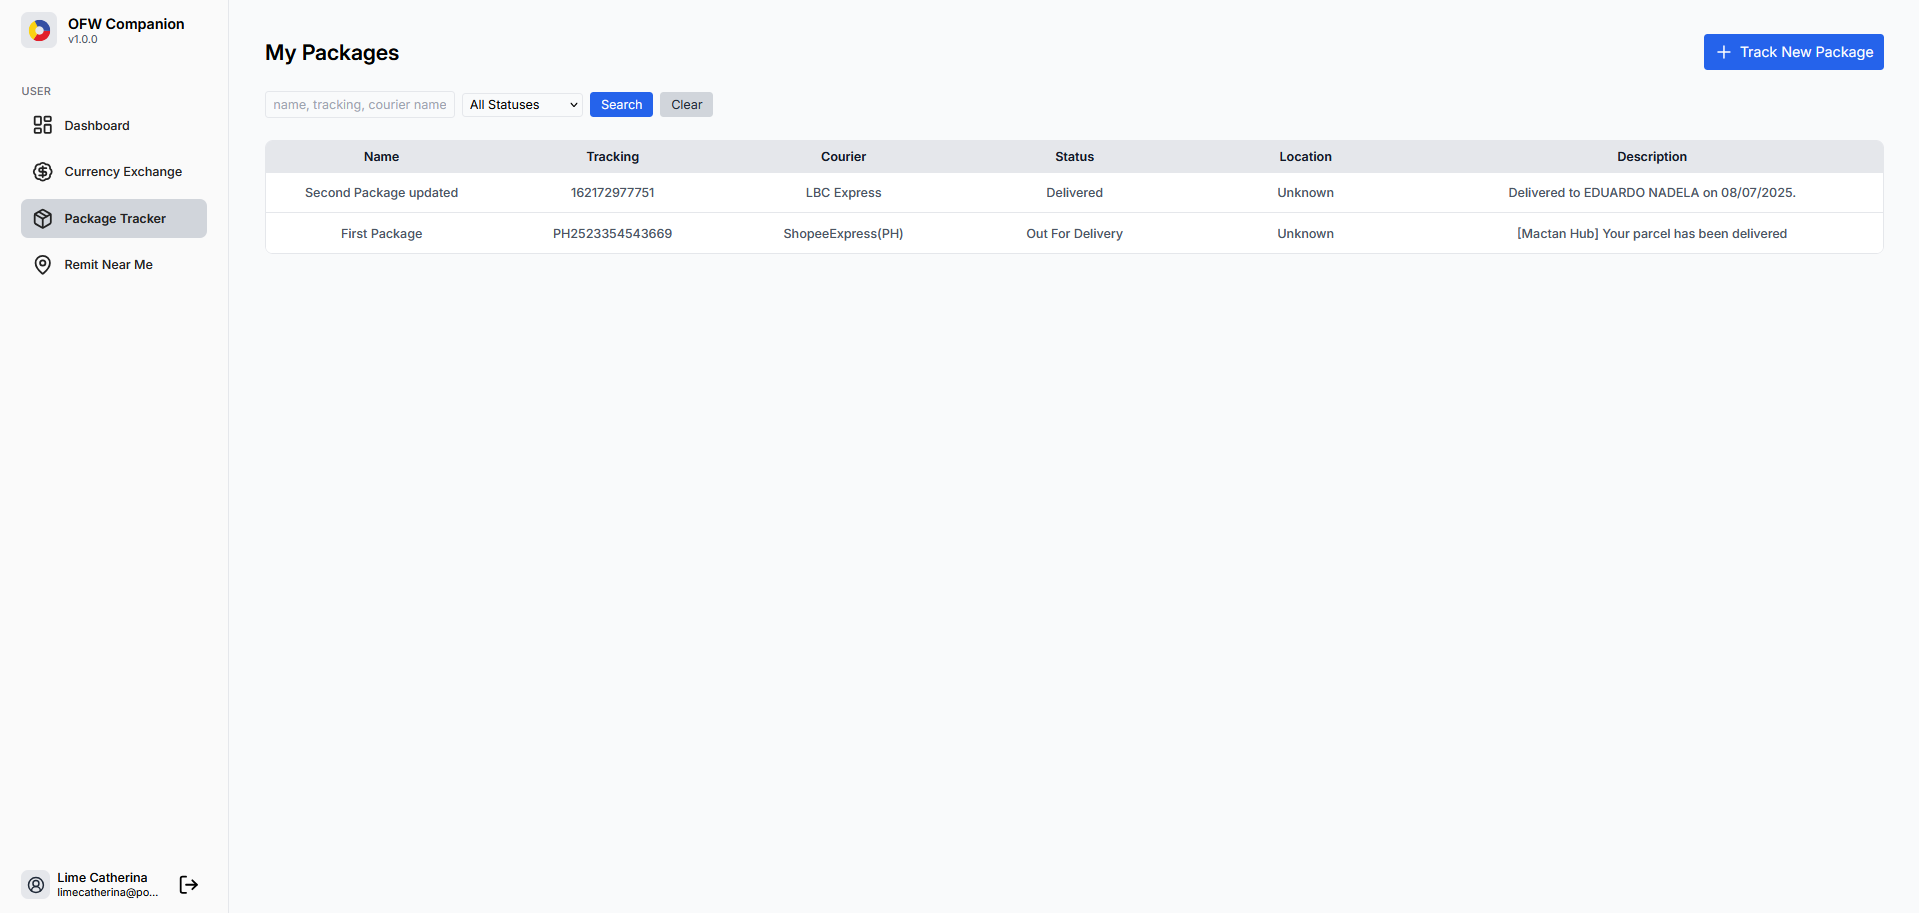 OFW Companion
v1.0.0
USER
Dashboard
Currency Exchange
Package Tracker
Remit Near Me
Lime Catherina
limecatherina@po...
My Packages
Track New Package
name, tracking, courier name
All Statuses
Search
Clear
Name Tracking Courier Status Location Description
Second Package updated 162172977751 LBC Express Delivered Unknown Delivered to EDUARDO NADELA on 08/07/2025.
First Package PH2523354543669 ShopeeExpress(PH) Out For Delivery Unknown [Mactan Hub] Your parcel has been delivered